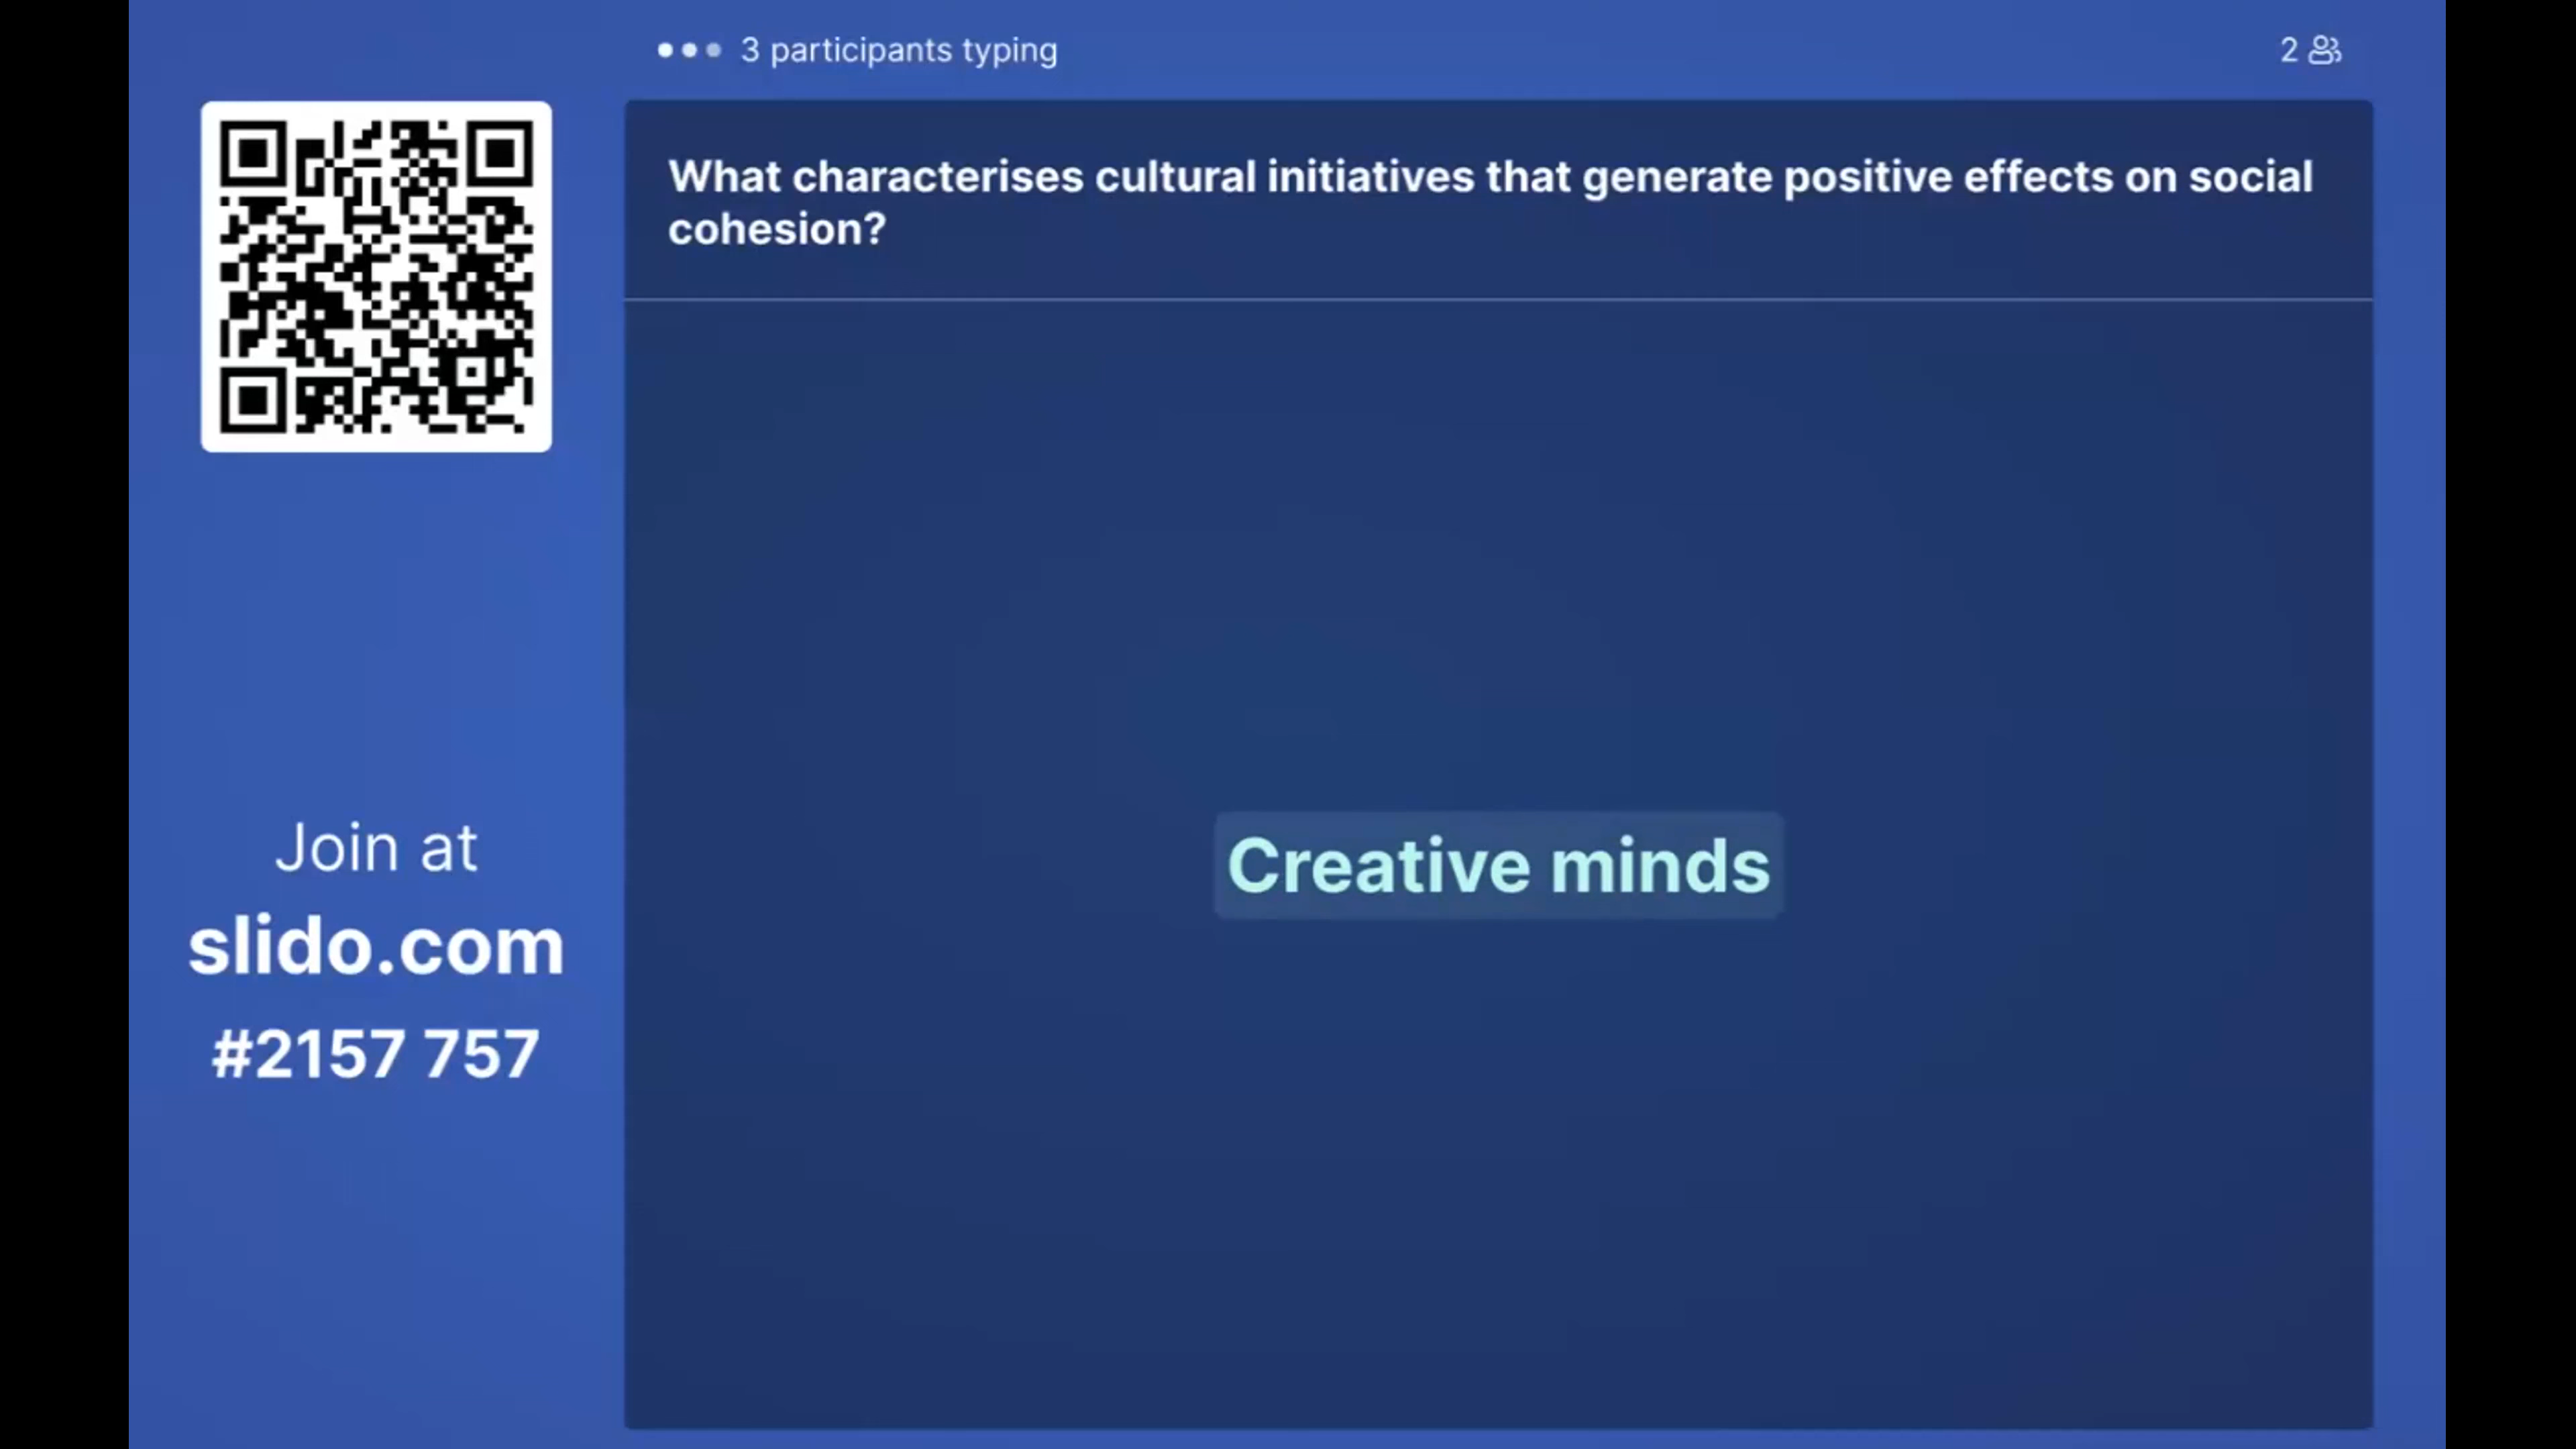 3 participants typing
2
What characterises cultural initiatives that generate positive effects on social
cohesion?
Creative minds
Join at
slido.com
#2157 757